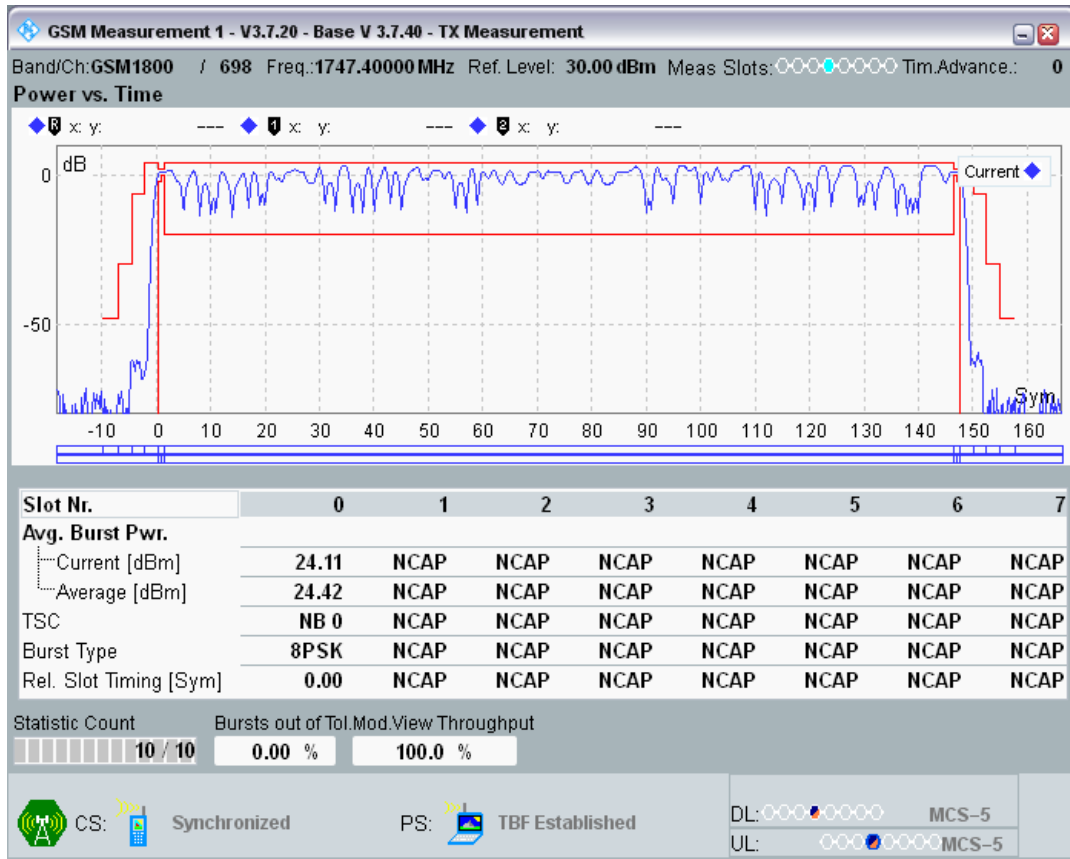 GSM Measurement 1 - V3.7.20 - Base V 3.7.40 - TX Measurement
Band/Ch:GSM1800 / 698 Freq.:1747.40000 MHz Ref. Level: 30.00 dBm Meas Slots: Tim.Advance.: 0
Power vs. Time
R x: y: --- 1 x: y: --- 2 x: y: ---
dB
Current
0
-50
Sym
-10 0 10 20 30 40 50 60 70 80 90 100 110 120 130 140 150 160
Slot Nr. 0 1 2 3 4 5 6 7
Avg. Burst Pwr.
Current [dBm] 24.11 NCAP NCAP NCAP NCAP NCAP NCAP NCAP
Average [dBm] 24.42 NCAP NCAP NCAP NCAP NCAP NCAP NCAP
TSC NB 0 NCAP NCAP NCAP NCAP NCAP NCAP NCAP
Burst Type 8PSK NCAP NCAP NCAP NCAP NCAP NCAP NCAP
Rel. Slot Timing [Sym] 0.00 NCAP NCAP NCAP NCAP NCAP NCAP NCAP
Statistic Count Bursts out of Tol. Mod.View Throughput
10 / 10 0.00 % 100.0 %
CS: Synchronized PS: TBF Established DL: MCS-5
UL: MCS-5